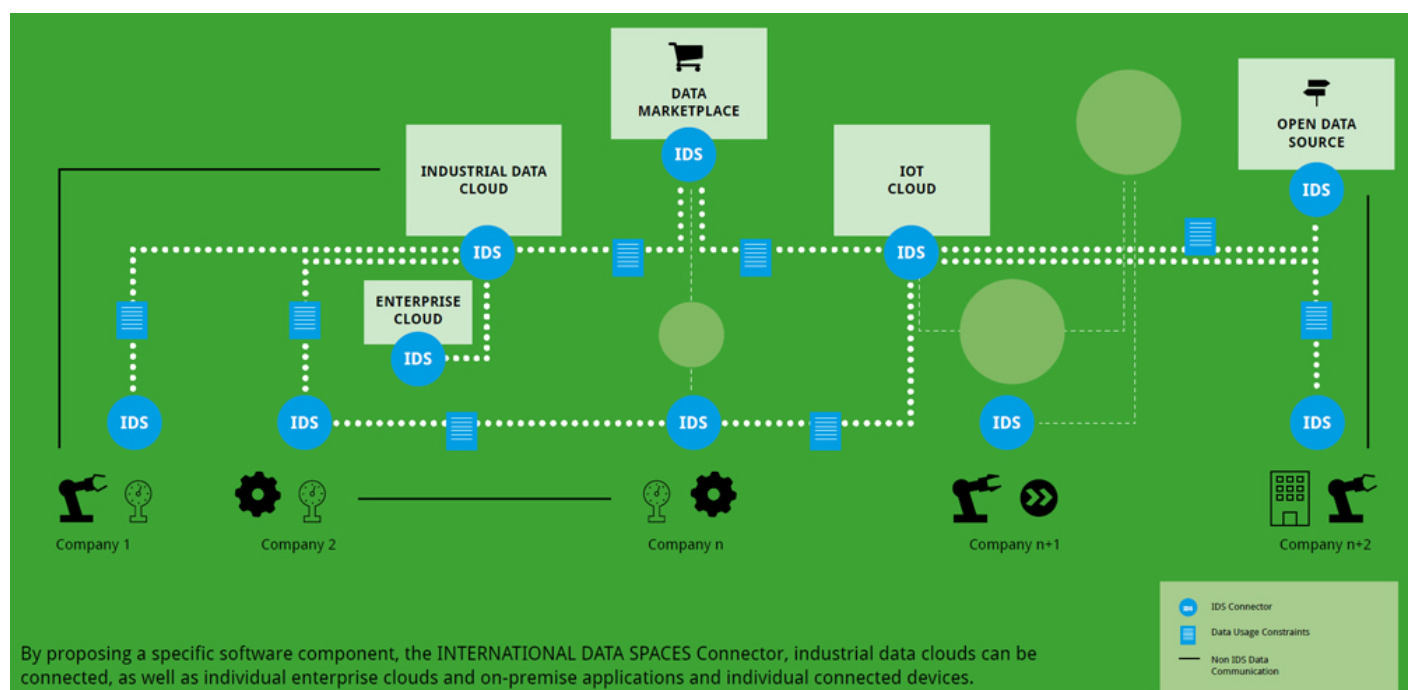 DATA
MARKETPLACE
IDS
OPEN DATA
SOURCE
IDS
INDUSTRIAL DATA
CLOUD
IDS
IOT
CLOUD
IDS
ENTERPRISE
CLOUD
IDS
IDS
IDS
IDS
IDS
IDS
Company 1
Company 2
Company n
Company n+1
Company n+2
IDS Connector
Data Usage Constraints
Non IDS Data
Communication
By proposing a specific software component, the INTERNATIONAL DATA SPACES Connector, industrial data clouds can be
connected, as well as individual enterprise clouds and on-premise applications and individual connected devices.